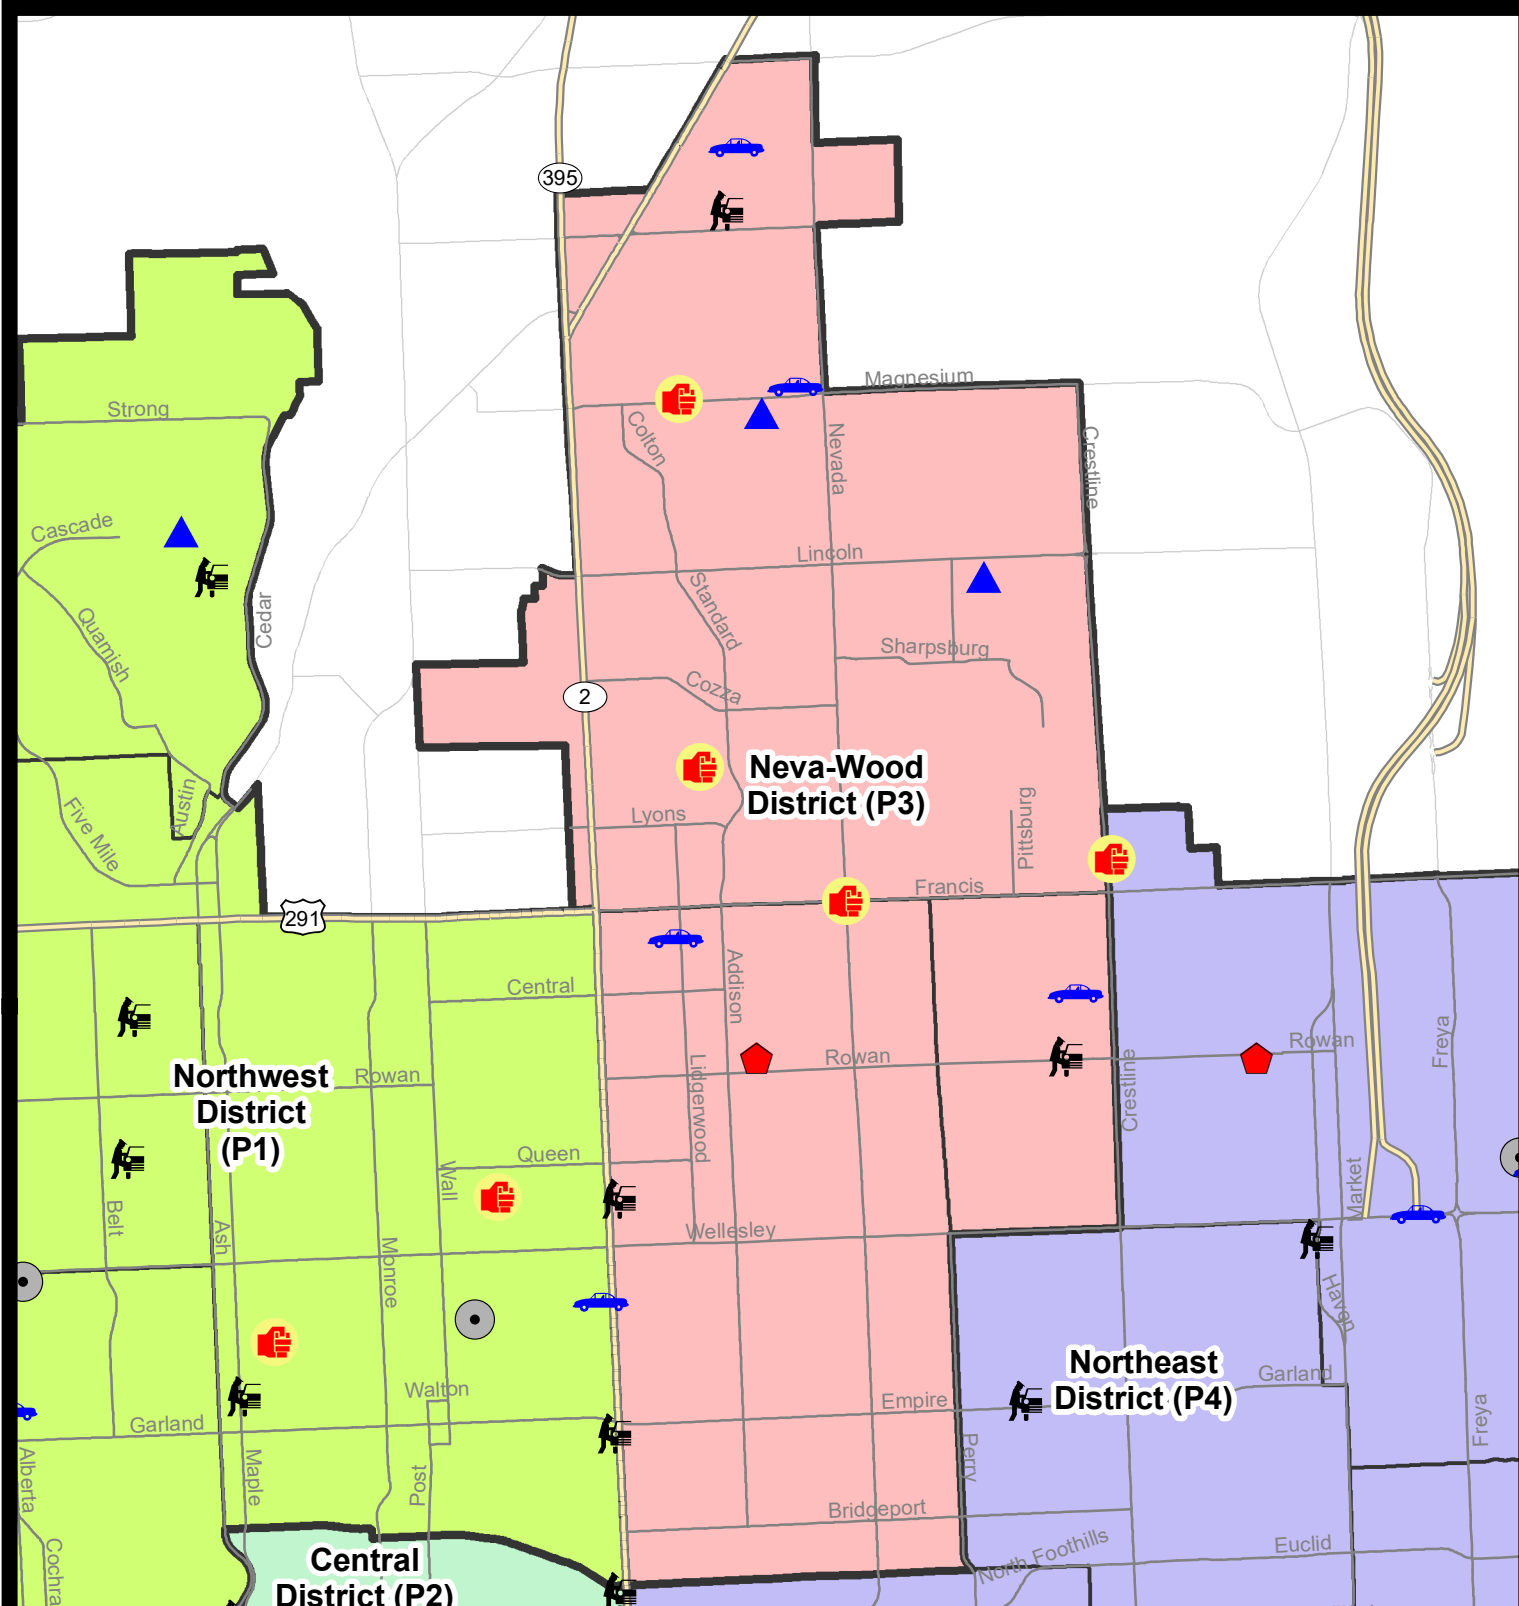 395
Magnesium
Strong
Colton
Nevada
Crestline
Cascade
Lincoln
Quamish
Cedar
Standard
Sharpsburg
Cozza
2
Neva-Wood
District (P3)
Five Mile
Austin
Lyons
Pittsburg
Francis
291
Central
Addison
Rowan
Rowan
Freya
Northwest
District
(P1)
Rowan
Lidgerwood
Crestline
Queen
Wall
Market
Belt
Ash
Monroe
Wellesley
Haven
Northeast
District (P4)
Garland
Walton
Garland
Empire
Freya
Alberta
Maple
Post
Perry
Bridgeport
North Foothills
Euclid
Cochra
Central
District (P2)